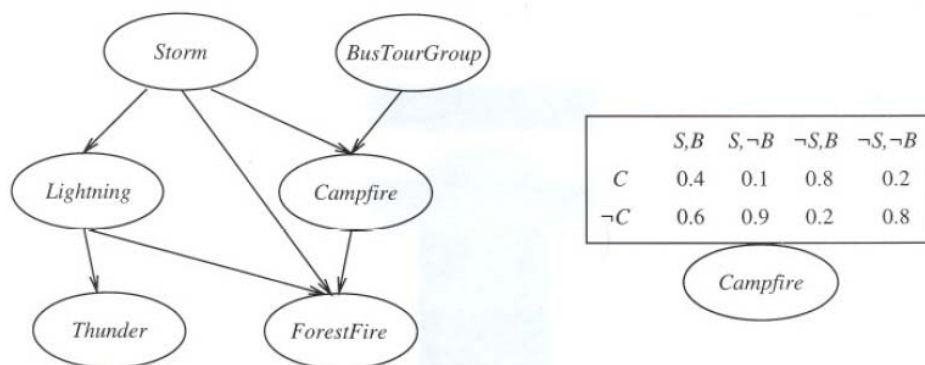 Storm BusTourGroup
Lightning Campfire
Thunder ForestFire
S,B S,¬B ¬S,B ¬S,¬B
C 0.4 0.1 0.8 0.2
¬C 0.6 0.9 0.2 0.8
Campfire